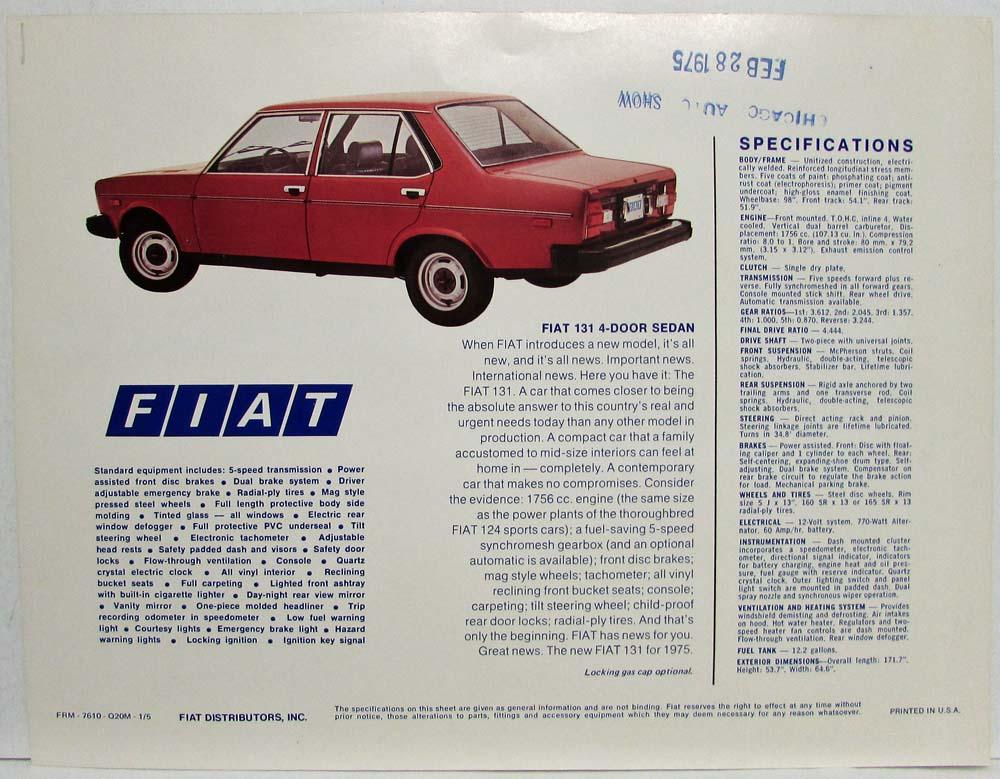 FEB 28 1975
CHICAGO AU SHOW
FIAT 131 4-DOOR SEDAN
When FIAT introduces a new model, it's all
new, and it's all news. Important news.
International news. Here you have it: The
FIAT 131. A car that comes closer to being
the absolute answer to this country's real and
urgent needs today than any other model in
production. A compact car that a family
accustomed to mid-size interiors can feel at
home in — completely. A contemporary
car that makes no compromises. Consider
the evidence: 1756 cc. engine (the same size
as the power plants of the thoroughbred
FIAT 124 sports cars); a fuel-saving 5-speed
synchromesh gearbox (and an optional
automatic is available); front disc brakes;
mag style wheels; tachometer; all vinyl
reclining front bucket seats; console;
carpeting; tilt steering wheel; child-proof
rear door locks; radial-ply tires. And that's
only the beginning. FIAT has news for you.
Great news. The new FIAT 131 for 1975.
Locking gas cap optional.
FIAT
Standard equipment includes: 5-speed transmission • Power
assisted front disc brakes • Dual brake system • Driver
adjustable emergency brake • Radial-ply tires • Mag style
pressed steel wheels • Full length protective body side
molding • Tinted glass — all windows • Electric rear
window defogger • Full protective PVC underseal • Tilt
steering wheel • Electronic tachometer • Adjustable
head rests • Safety padded dash and visors • Safety door
locks • Flow-through ventilation • Console • Quartz
crystal electric clock • All vinyl interior • Reclining
bucket seats • Full carpeting • Lighted front ashtray
with built-in cigarette lighter • Day-night rear view mirror
• Vanity mirror • One-piece molded headliner • Trip
recording odometer in speedometer • Low fuel warning
light • Courtesy lights • Emergency brake light • Hazard
warning lights • Locking ignition • Ignition key signal
SPECIFICATIONS
BODY/FRAME — Unitized construction, electri-
cally welded. Reinforced longitudinal stress mem-
bers. Five coats of paint: phosphating coat; anti-
rust coat (electrophoresis); primer coat; pigment
undercoat; high-gloss enamel finishing coat.
Wheelbase: 98". Front track: 54.1". Rear track:
51.9".
ENGINE—Front mounted. T.O.H.C. inline 4. Water
cooled. Vertical dual barrel carburetor. Dis-
placement: 1756 cc. (107.13 cu. in.). Compression
ratio: 8.0 to 1. Bore and stroke: 80 mm. x 79.2
mm. (3.15 x 3.12"). Exhaust emission control
system.
CLUTCH — Single dry plate.
TRANSMISSION — Five speeds forward plus re-
verse. Fully synchromeshed in all forward gears.
Console mounted stick shift. Rear wheel drive.
Automatic transmission available.
GEAR RATIOS—1st: 3.612, 2nd: 2.045, 3rd: 1.357,
4th: 1.000, 5th: 0.870, Reverse: 3.244.
FINAL DRIVE RATIO — 4.444.
DRIVE SHAFT — Two-piece with universal joints.
FRONT SUSPENSION — McPherson struts. Coil
springs. Hydraulic, double-acting, telescopic
shock absorbers. Stabilizer bar. Lifetime lubri-
cation.
REAR SUSPENSION — Rigid axle anchored by two
trailing arms and one transverse rod. Coil
springs. Hydraulic, double-acting, telescopic
shock absorbers.
STEERING — Direct acting rack and pinion.
Steering linkage joints are lifetime lubricated.
Turns in 34.8' diameter.
BRAKES — Power assisted. Front: Disc with float-
ing caliper and 1 cylinder to each wheel. Rear:
Self-centering, expanding-shoe drum type. Self-
adjusting. Dual brake system. Compensator on
rear brake circuit to regulate the brake action
for load. Mechanical parking brake.
WHEELS AND TIRES — Steel disc wheels. Rim
size 5 J x 13". 160 SR x 13 or 165 SR x 13
radial-ply tires.
ELECTRICAL — 12-Volt system. 770-Watt Alter-
nator, 60 Amp/hr. battery.
INSTRUMENTATION — Dash mounted cluster
incorporates a speedometer, electronic tach-
ometer, directional signal indicator, indicators
for battery charging, engine heat and oil pres-
sure, fuel gauge with reserve indicator. Quartz
crystal clock. Outer lighting switch and panel
light switch are mounted in padded dash. Dual
spray nozzle and synchronous wiper operation.
VENTILATION AND HEATING SYSTEM — Provides
windshield demisting and defrosting. Air intakes
on hood. Hot water heater. Regulators and two-
speed heater fan controls are dash mounted.
Flow-through ventilation. Rear window defogger.
FUEL TANK — 12.2 gallons.
EXTERIOR DIMENSIONS—Overall length: 171.7".
Height: 53.7". Width: 64.6".
FRM - 7610 - Q20M - 1/5
FIAT DISTRIBUTORS, INC.
The specifications on this sheet are given as general information and are not binding. Fiat reserves the right to effect at any time without
prior notice, those alterations to parts, fittings and accessory equipment which they may deem necessary for any reason whatsoever.
PRINTED IN U.S.A.